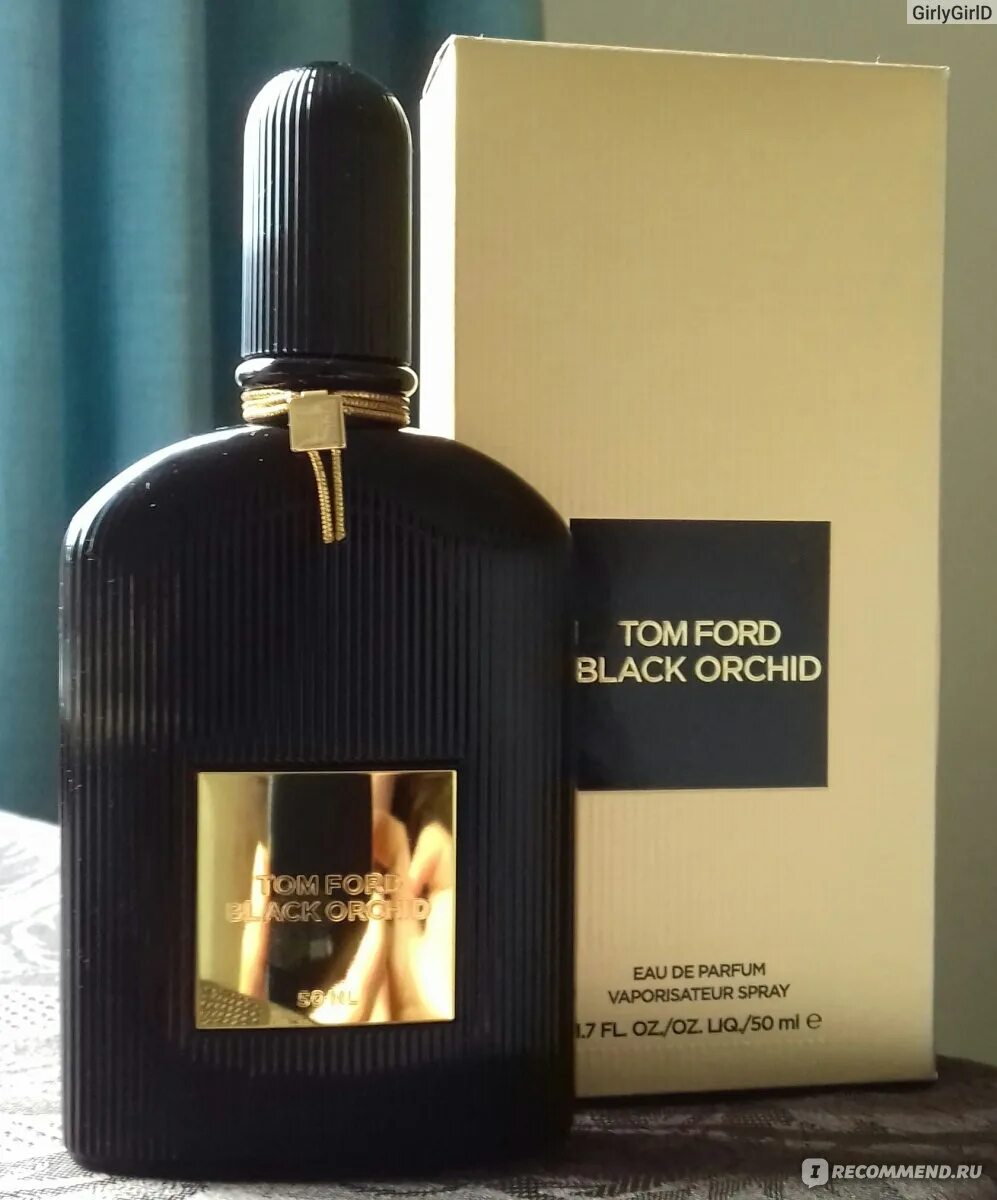 GirlyGirlD
TOM FORD
BLACK ORCHID
EAU DE PARFUM
VAPORISATEUR SPRAY
1.7 FL. OZ./OZ. LIQ./50 ml ℮
TOM FORD
BLACK ORCHID
50 ML
I RECOMMEND.RU